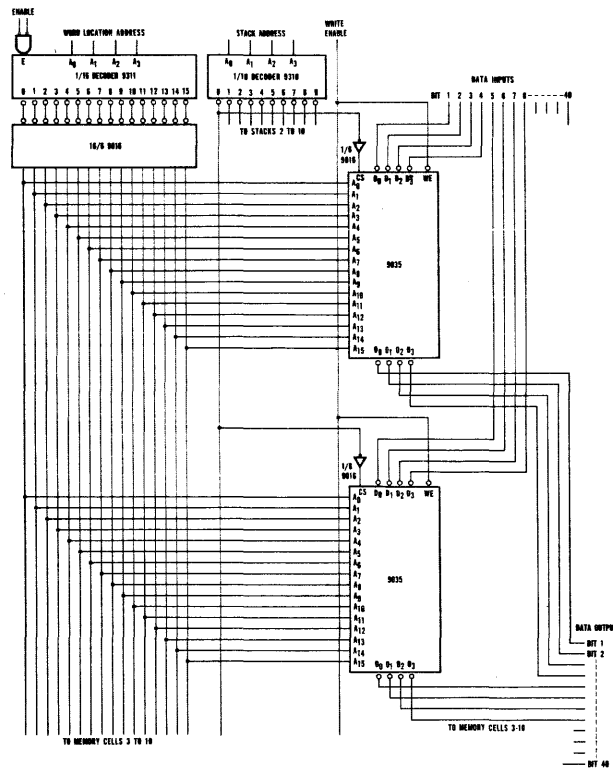 ENABLE
WORD LOCATION ADDRESS
STACK ADDRESS
WRITE ENABLE
E A0 A1 A2 A3
1/16 DECODER 9311
0 1 2 3 4 5 6 7 8 9 10 11 12 13 14 15
A0 A1 A2 A3
1/10 DECODER 9310
0 1 2 3 4 5 6 7 8 9
DATA INPUTS
BIT 1 2 3 4 5 6 7 8 40
TO STACKS 2 TO 10
16/6 9016
1/6
9016
CS D0 D1 D2 D3 WE
A0
A1
A2
A3
A4
A5
A6
A7
A8
A9
A10
A11
A12
A13
A14
A15
9035
O0 O1 O2 O3
1/6
9016
CS D0 D1 D2 D3 WE
A0
A1
A2
A3
A4
A5
A6
A7
A8
A9
A10
A11
A12
A13
A14
A15
9035
O0 O1 O2 O3
DATA OUTPU
BIT 1
BIT 2
TO MEMORY CELLS 3 TO 10
TO MEMORY CELLS 3-10
BIT 40